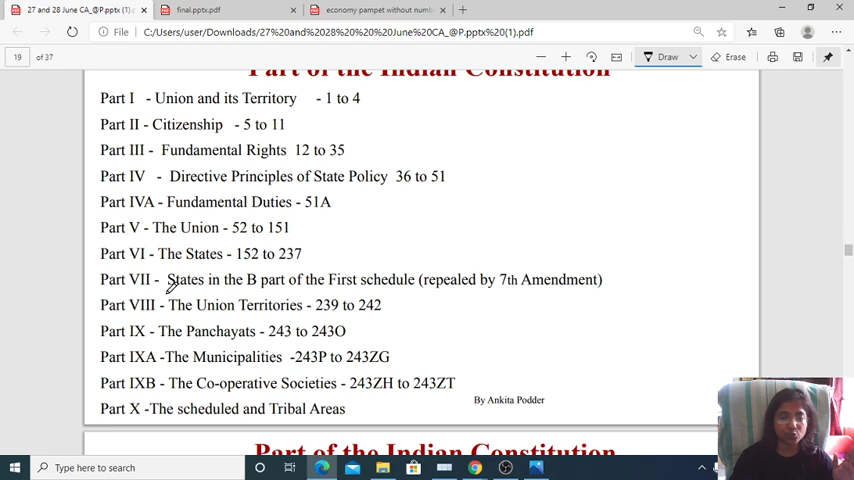 27 and 28 June CA_@P.pptx (1).p
final.pptx.pdf
economy pampet without numb
File
C:/Users/user/Downloads/27%20and%2028%20%20%20June%20CA_@P.pptx%20(1).pdf
19 of 37
Draw
Erase
Part of the Indian Constitution
Part I - Union and its Territory - 1 to 4
Part II - Citizenship - 5 to 11
Part III - Fundamental Rights 12 to 35
Part IV - Directive Principles of State Policy 36 to 51
Part IVA - Fundamental Duties - 51A
Part V - The Union - 52 to 151
Part VI - The States - 152 to 237
Part VII - States in the B part of the First schedule (repealed by 7th Amendment)
Part VIII - The Union Territories - 239 to 242
Part IX - The Panchayats - 243 to 243O
Part IXA -The Municipalities -243P to 243ZG
Part IXB - The Co-operative Societies - 243ZH to 243ZT
Part X -The scheduled and Tribal Areas
By Ankita Podder
Part of the Indian Constitution
Type here to search